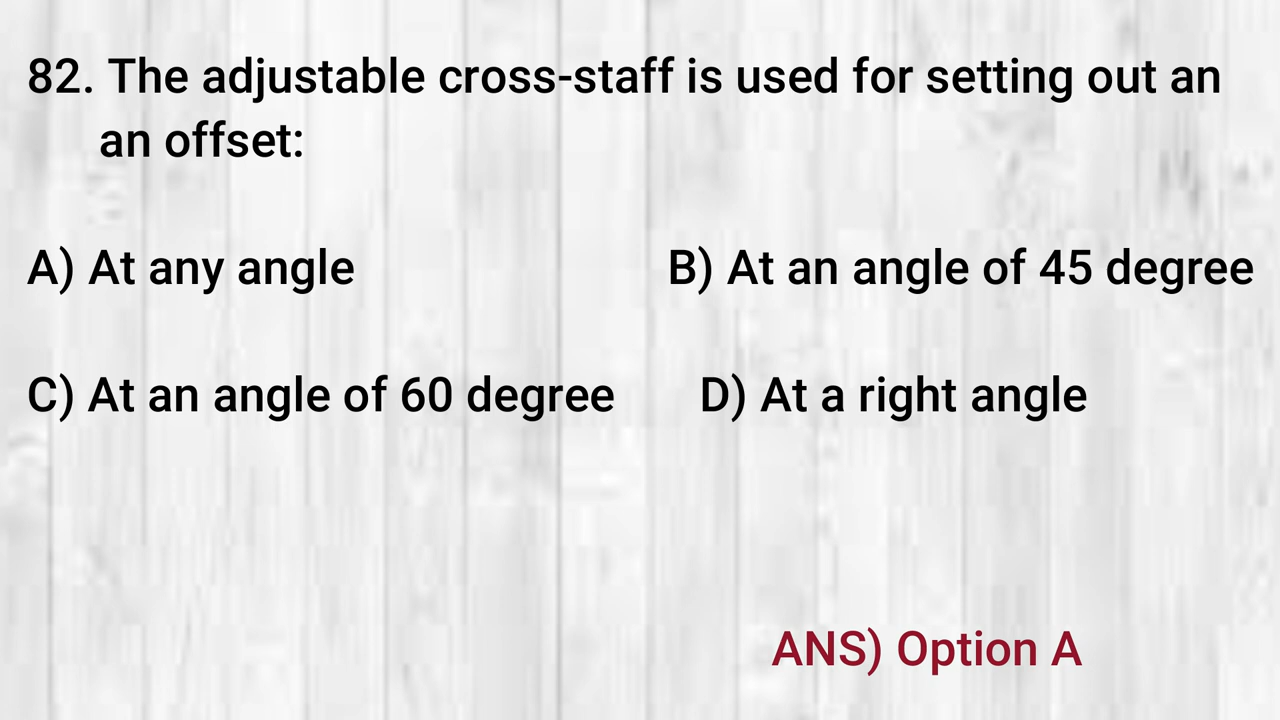 82. The adjustable cross-staff is used for setting out an
an offset:
A) At any angle B) At an angle of 45 degree
C) At an angle of 60 degree D) At a right angle
ANS) Option A